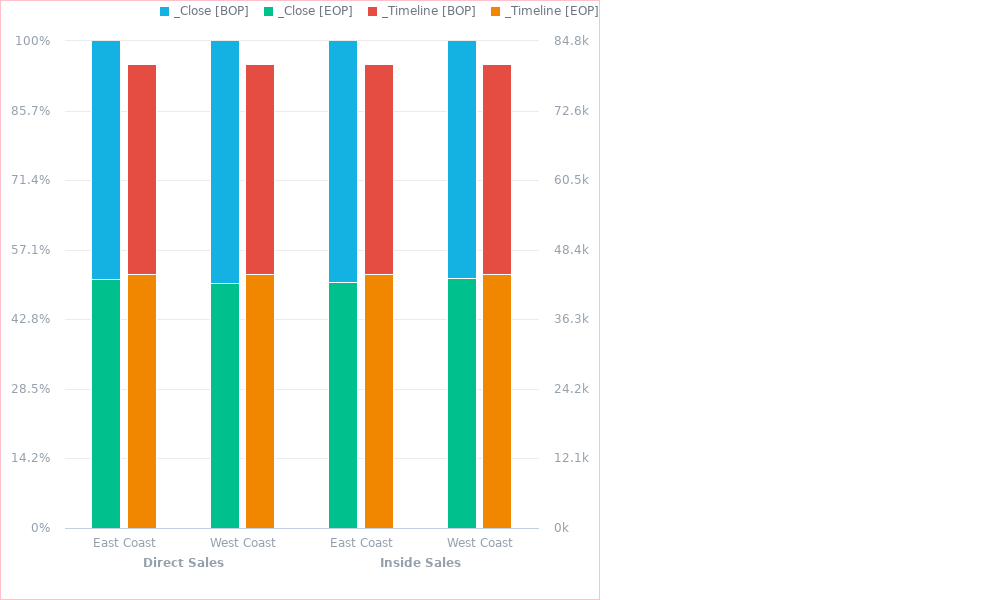 _Close [BOP] _Close [EOP] _Timeline [BOP] _Timeline [EOP]
100% 84.8k
85.7% 72.6k
71.4% 60.5k
57.1% 48.4k
42.8% 36.3k
28.5% 24.2k
14.2% 12.1k
0% 0k
East Coast West Coast East Coast West Coast
Direct Sales Inside Sales